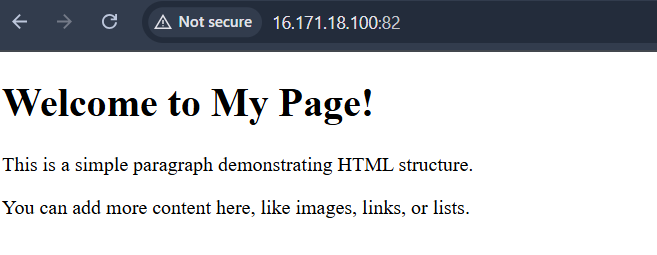 Not secure 16.171.18.100:82
Welcome to My Page!
This is a simple paragraph demonstrating HTML structure.
You can add more content here, like images, links, or lists.